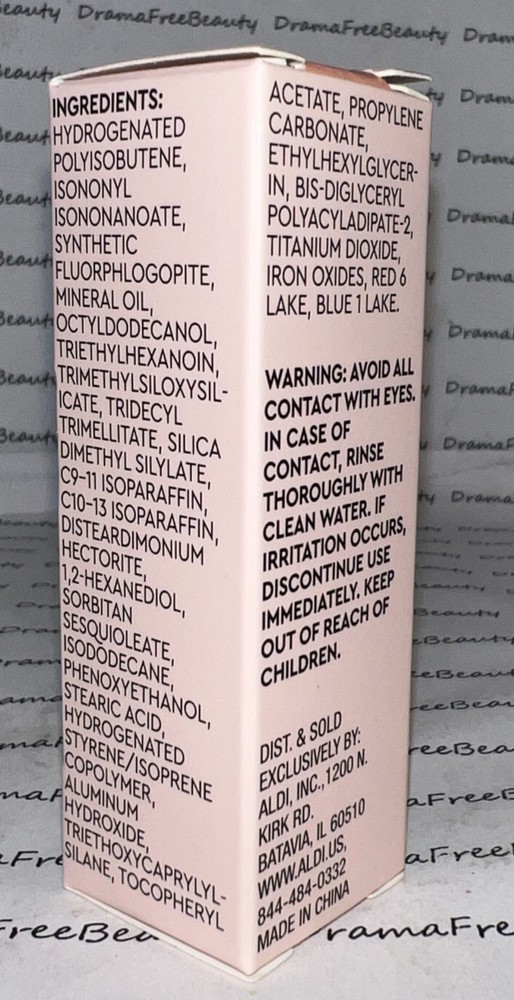 INGREDIENTS:
HYDROGENATED
POLYISOBUTENE,
ISONONYL
ISONONANOATE,
SYNTHETIC
FLUORPHLOGOPITE,
MINERAL OIL,
OCTYLDODECANOL,
TRIETHYLHEXANOIN,
TRIMETHYLSILOXYSIL-
ICATE, TRIDECYL
TRIMELLITATE, SILICA
DIMETHYL SILYLATE,
C9-11 ISOPARAFFIN,
C10-13 ISOPARAFFIN,
DISTEARDIMONIUM
HECTORITE,
1,2-HEXANEDIOL,
SORBITAN
SESQUIOLEATE,
ISODODECANE,
PHENOXYETHANOL,
STEARIC ACID,
HYDROGENATED
STYRENE/ISOPRENE
COPOLYMER,
ALUMINUM
HYDROXIDE,
TRIETHOXYCAPRYLYL-
SILANE, TOCOPHERYL
ACETATE, PROPYLENE
CARBONATE,
ETHYLHEXYLGLYCER-
IN, BIS-DIGLYCERYL
POLYACYLADIPATE-2,
TITANIUM DIOXIDE,
IRON OXIDES, RED 6
LAKE, BLUE 1 LAKE.
WARNING: AVOID ALL
CONTACT WITH EYES.
IN CASE OF
CONTACT, RINSE
THOROUGHLY WITH
CLEAN WATER. IF
IRRITATION OCCURS,
DISCONTINUE USE
IMMEDIATELY. KEEP
OUT OF REACH OF
CHILDREN.
DIST. & SOLD
EXCLUSIVELY BY:
ALDI, INC., 1200 N.
KIRK RD.
BATAVIA, IL 60510
WWW.ALDI.US,
844-484-0332
MADE IN CHINA
DramaFreeBeauty DramaFreeBeauty